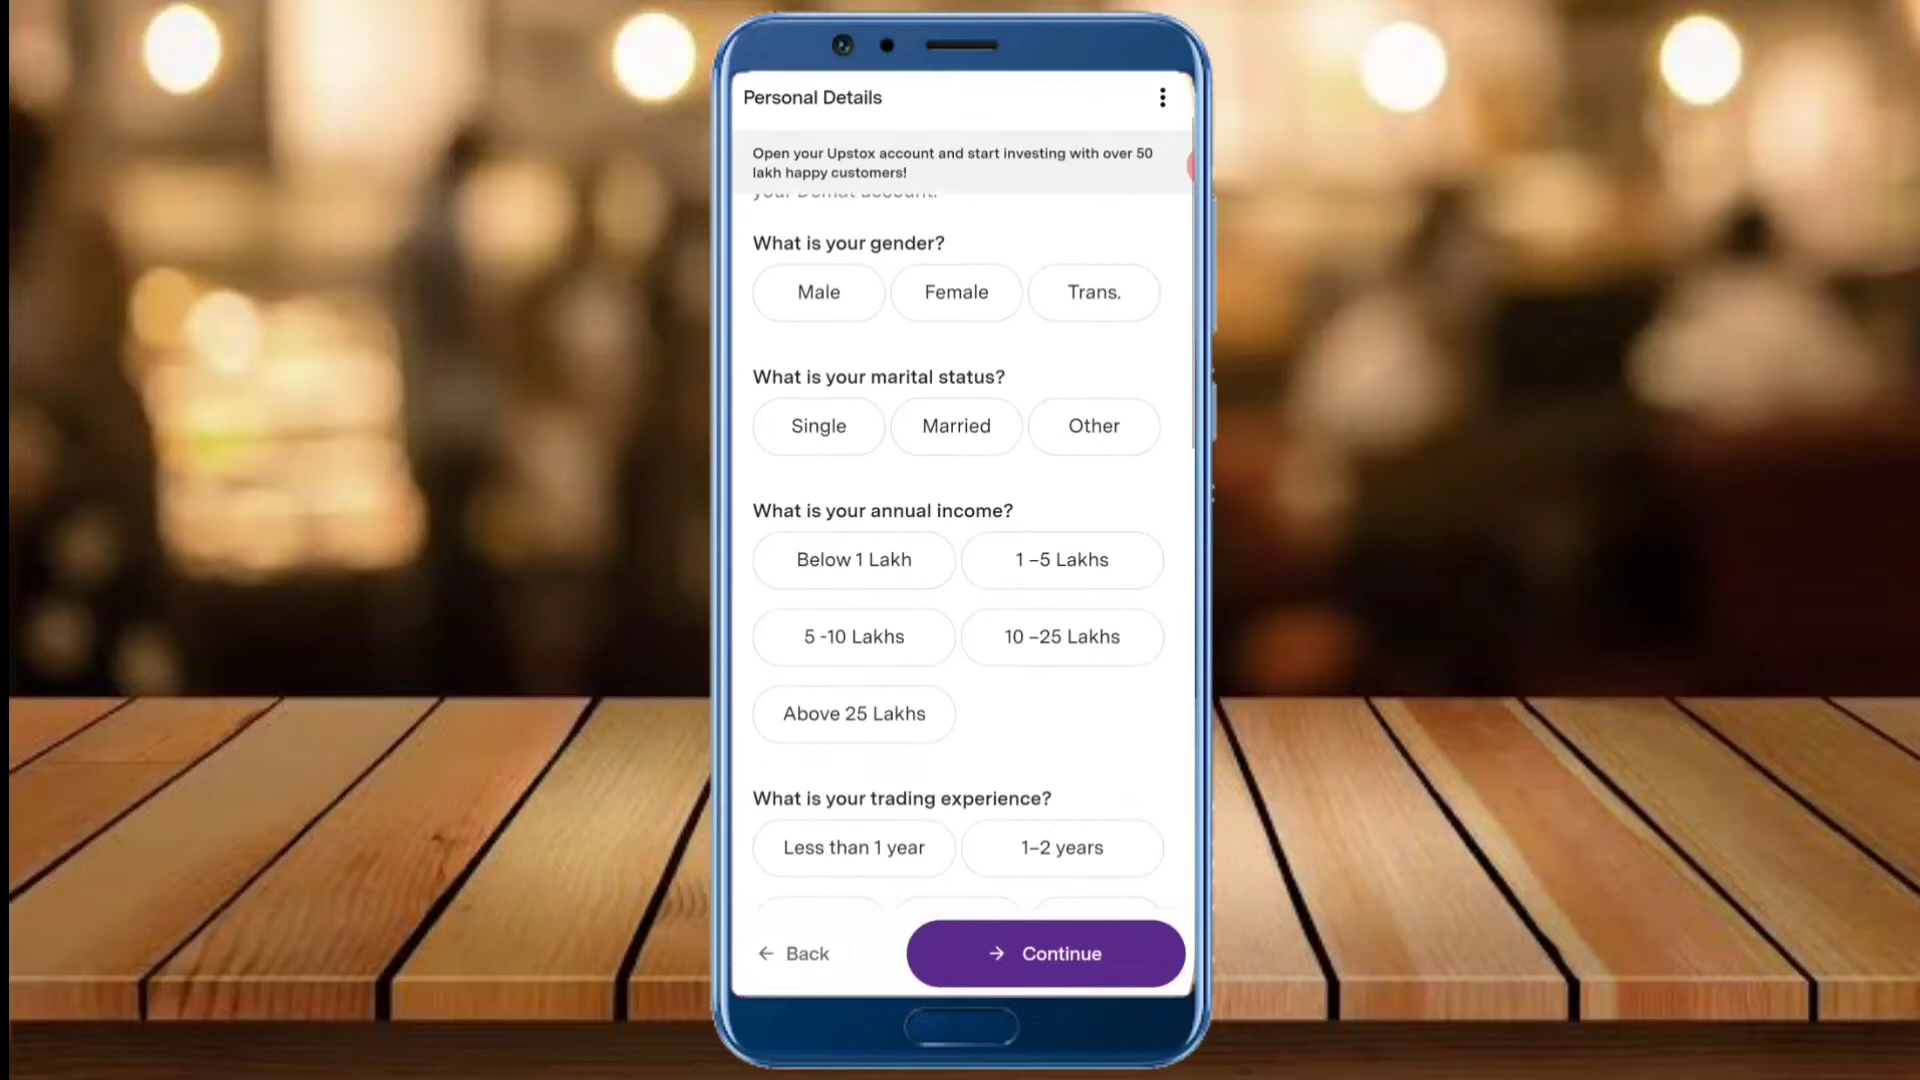 Personal Details
Open your Upstox account and start investing with over 50
lakh happy customers!
your Demat account.
What is your gender?
Male Female Trans.
What is your marital status?
Single Married Other
What is your annual income?
Below 1 Lakh 1 –5 Lakhs
5 -10 Lakhs 10 –25 Lakhs
Above 25 Lakhs
What is your trading experience?
Less than 1 year 1–2 years
← Back → Continue